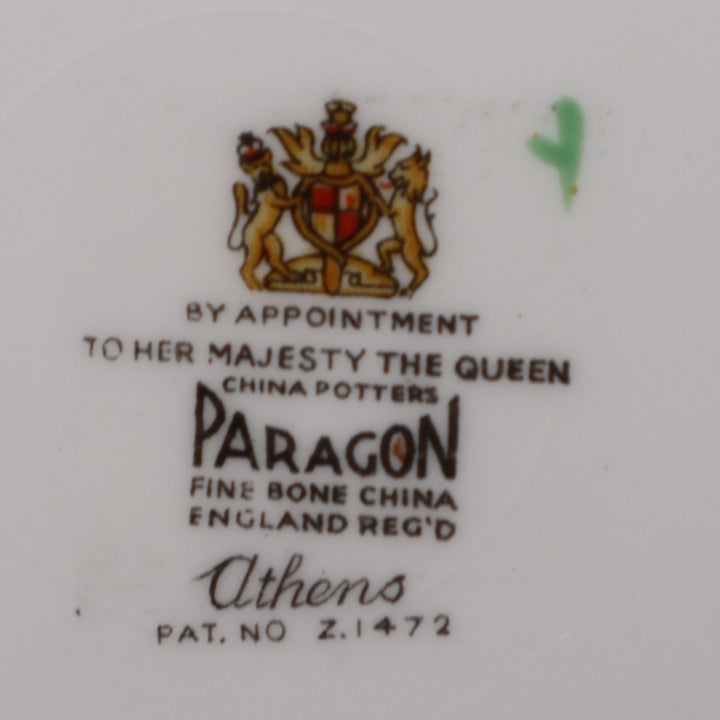 BY APPOINTMENT
TO HER MAJESTY THE QUEEN
CHINA POTTERS
PARAGON
FINE BONE CHINA
ENGLAND REG'D
Athens
PAT. NO Z.1472